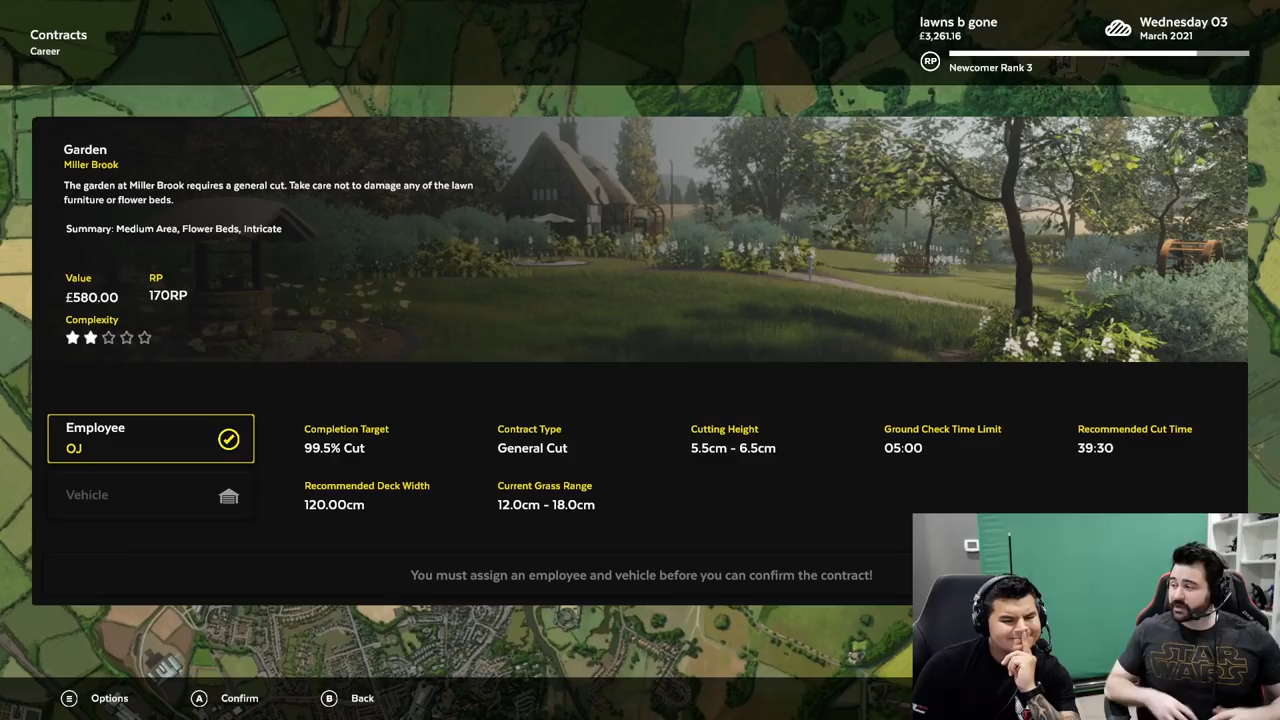 Contracts
Career
lawns b gone
£3,261.16
Wednesday 03
March 2021
RP
Newcomer Rank 3
Garden
Miller Brook
The garden at Miller Brook requires a general cut. Take care not to damage any of the lawn
furniture or flower beds.
Summary: Medium Area, Flower Beds, Intricate
Value
£580.00
RP
170RP
Complexity
Employee
OJ
Vehicle
Completion Target
99.5% Cut
Contract Type
General Cut
Cutting Height
5.5cm - 6.5cm
Ground Check Time Limit
05:00
Recommended Cut Time
39:30
Recommended Deck Width
120.00cm
Current Grass Range
12.0cm - 18.0cm
You must assign an employee and vehicle before you can confirm the contract!
STAR
WARS
Options
A
Confirm
B
Back